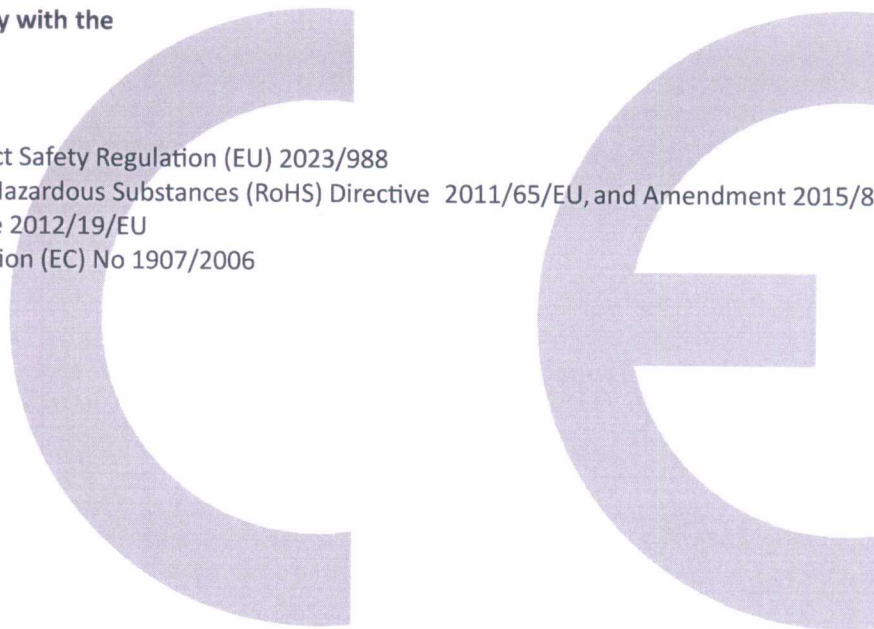 y with the
ct Safety Regulation (EU) 2023/988
Hazardous Substances (RoHS) Directive 2011/65/EU, and Amendment 2015/8
e 2012/19/EU
ion (EC) No 1907/2006
CE